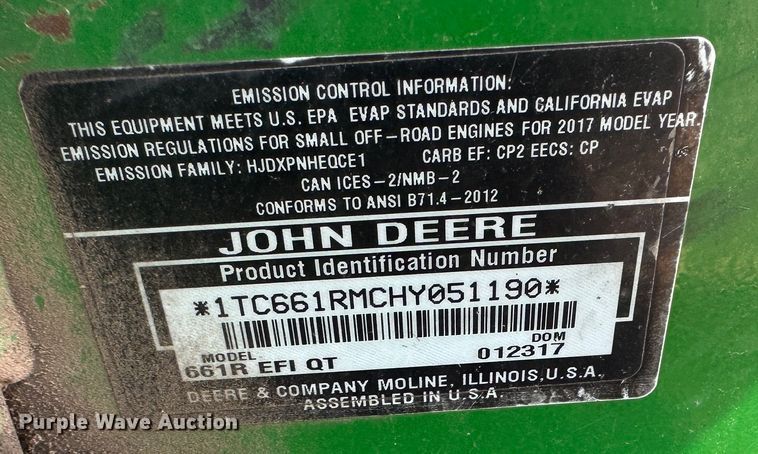 EMISSION CONTROL INFORMATION:
THIS EQUIPMENT MEETS U.S. EPA EVAP STANDARDS AND CALIFORNIA EVAP
EMISSION REGULATIONS FOR SMALL OFF-ROAD ENGINES FOR 2017 MODEL YEAR.
EMISSION FAMILY: HJDXPNHEQCE1 CARB EF: CP2 EECS: CP
CAN ICES-2/NMB-2
CONFORMS TO ANSI B71.4-2012
JOHN DEERE
Product Identification Number
*1TC661RMCHY051190*
MODEL DOM
661R EFI QT 012317
DEERE & COMPANY MOLINE, ILLINOIS,U.S.A.
ASSEMBLED IN U.S.A.
Purple Wave Auction